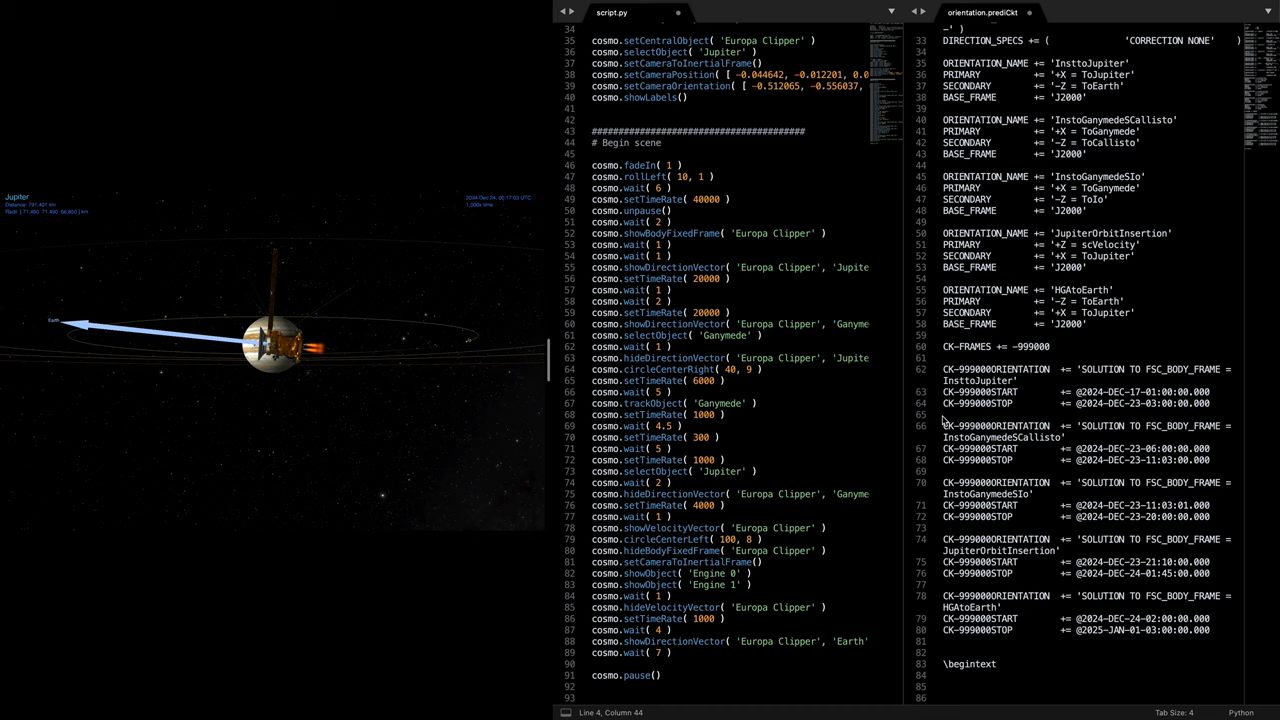 Jupiter
Distance: 791,401 km
Radii: [ 71,490 71,490 66,850 ] km
2024 Dec 24, 00:17:03 UTC
1,000x time
Earth
script.py
34
35 cosmo.setCentralObject( 'Europa Clipper' )
36 cosmo.selectObject( 'Jupiter' )
37 cosmo.setCameraToInertialFrame()
38 cosmo.setCameraPosition( [ -0.044642, -0.012201, 0.0
39 cosmo.setCameraOrientation( [ -0.512065, -0.556037,
40 cosmo.showLabels()
41
42
43 #####################################
44 # Begin scene
45
46 cosmo.fadeIn( 1 )
47 cosmo.rollLeft( 10, 1 )
48 cosmo.wait( 6 )
49 cosmo.setTimeRate( 40000 )
50 cosmo.unpause()
51 cosmo.wait( 2 )
52 cosmo.showBodyFixedFrame( 'Europa Clipper' )
53 cosmo.wait( 1 )
54 cosmo.wait( 1 )
55 cosmo.showDirectionVector( 'Europa Clipper', 'Jupite
56 cosmo.setTimeRate( 20000 )
57 cosmo.wait( 1 )
58 cosmo.wait( 2 )
59 cosmo.setTimeRate( 20000 )
60 cosmo.showDirectionVector( 'Europa Clipper', 'Ganyme
61 cosmo.selectObject( 'Ganymede' )
62 cosmo.wait( 1 )
63 cosmo.hideDirectionVector( 'Europa Clipper', 'Jupite
64 cosmo.circleCenterRight( 40, 9 )
65 cosmo.setTimeRate( 6000 )
66 cosmo.wait( 5 )
67 cosmo.trackObject( 'Ganymede' )
68 cosmo.setTimeRate( 1000 )
69 cosmo.wait( 4.5 )
70 cosmo.setTimeRate( 300 )
71 cosmo.wait( 5 )
72 cosmo.setTimeRate( 1000 )
73 cosmo.selectObject( 'Jupiter' )
74 cosmo.wait( 2 )
75 cosmo.hideDirectionVector( 'Europa Clipper', 'Ganyme
76 cosmo.setTimeRate( 4000 )
77 cosmo.wait( 1 )
78 cosmo.showVelocityVector( 'Europa Clipper' )
79 cosmo.circleCenterLeft( 100, 8 )
80 cosmo.hideBodyFixedFrame( 'Europa Clipper' )
81 cosmo.setCameraToInertialFrame()
82 cosmo.showObject( 'Engine 0' )
83 cosmo.showObject( 'Engine 1' )
84 cosmo.wait( 1 )
85 cosmo.hideVelocityVector( 'Europa Clipper' )
86 cosmo.setTimeRate( 1000 )
87 cosmo.wait( 4 )
88 cosmo.showDirectionVector( 'Europa Clipper', 'Earth'
89 cosmo.wait( 7 )
90
91 cosmo.pause()
92
93
orientation.prediCkt
–' )
33 DIRECTION_SPECS += ( 'CORRECTION NONE' )
34
35 ORIENTATION_NAME += 'InsttoJupiter'
36 PRIMARY += '+X = ToJupiter'
37 SECONDARY += '-Z = ToEarth'
38 BASE_FRAME += 'J2000'
39
40 ORIENTATION_NAME += 'InstoGanymedeSCallisto'
41 PRIMARY += '+X = ToGanymede'
42 SECONDARY += '-Z = ToCallisto'
43 BASE_FRAME += 'J2000'
44
45 ORIENTATION_NAME += 'InstoGanymedeSIo'
46 PRIMARY += '+X = ToGanymede'
47 SECONDARY += '-Z = ToIo'
48 BASE_FRAME += 'J2000'
49
50 ORIENTATION_NAME += 'JupiterOrbitInsertion'
51 PRIMARY += '+Z = scVelocity'
52 SECONDARY += '+X = ToJupiter'
53 BASE_FRAME += 'J2000'
54
55 ORIENTATION_NAME += 'HGAtoEarth'
56 PRIMARY += '-Z = ToEarth'
57 SECONDARY += '+X = ToJupiter'
58 BASE_FRAME += 'J2000'
59
60 CK-FRAMES += -999000
61
62 CK-999000ORIENTATION += 'SOLUTION TO FSC_BODY_FRAME =
InsttoJupiter'
63 CK-999000START += @2024-DEC-17-01:00:00.000
64 CK-999000STOP += @2024-DEC-23-03:00:00.000
65
66 CK-999000ORIENTATION += 'SOLUTION TO FSC_BODY_FRAME =
InstoGanymedeSCallisto'
67 CK-999000START += @2024-DEC-23-06:00:00.000
68 CK-999000STOP += @2024-DEC-23-11:03:00.000
69
70 CK-999000ORIENTATION += 'SOLUTION TO FSC_BODY_FRAME =
InstoGanymedeSIo'
71 CK-999000START += @2024-DEC-23-11:03:01.000
72 CK-999000STOP += @2024-DEC-23-20:00:00.000
73
74 CK-999000ORIENTATION += 'SOLUTION TO FSC_BODY_FRAME =
JupiterOrbitInsertion'
75 CK-999000START += @2024-DEC-23-21:10:00.000
76 CK-999000STOP += @2024-DEC-24-01:45:00.000
77
78 CK-999000ORIENTATION += 'SOLUTION TO FSC_BODY_FRAME =
HGAtoEarth'
79 CK-999000START += @2024-DEC-24-02:00:00.000
80 CK-999000STOP += @2025-JAN-01-03:00:00.000
81
82
83 \begintext
84
85
86
Line 4, Column 44
Tab Size: 4
Python